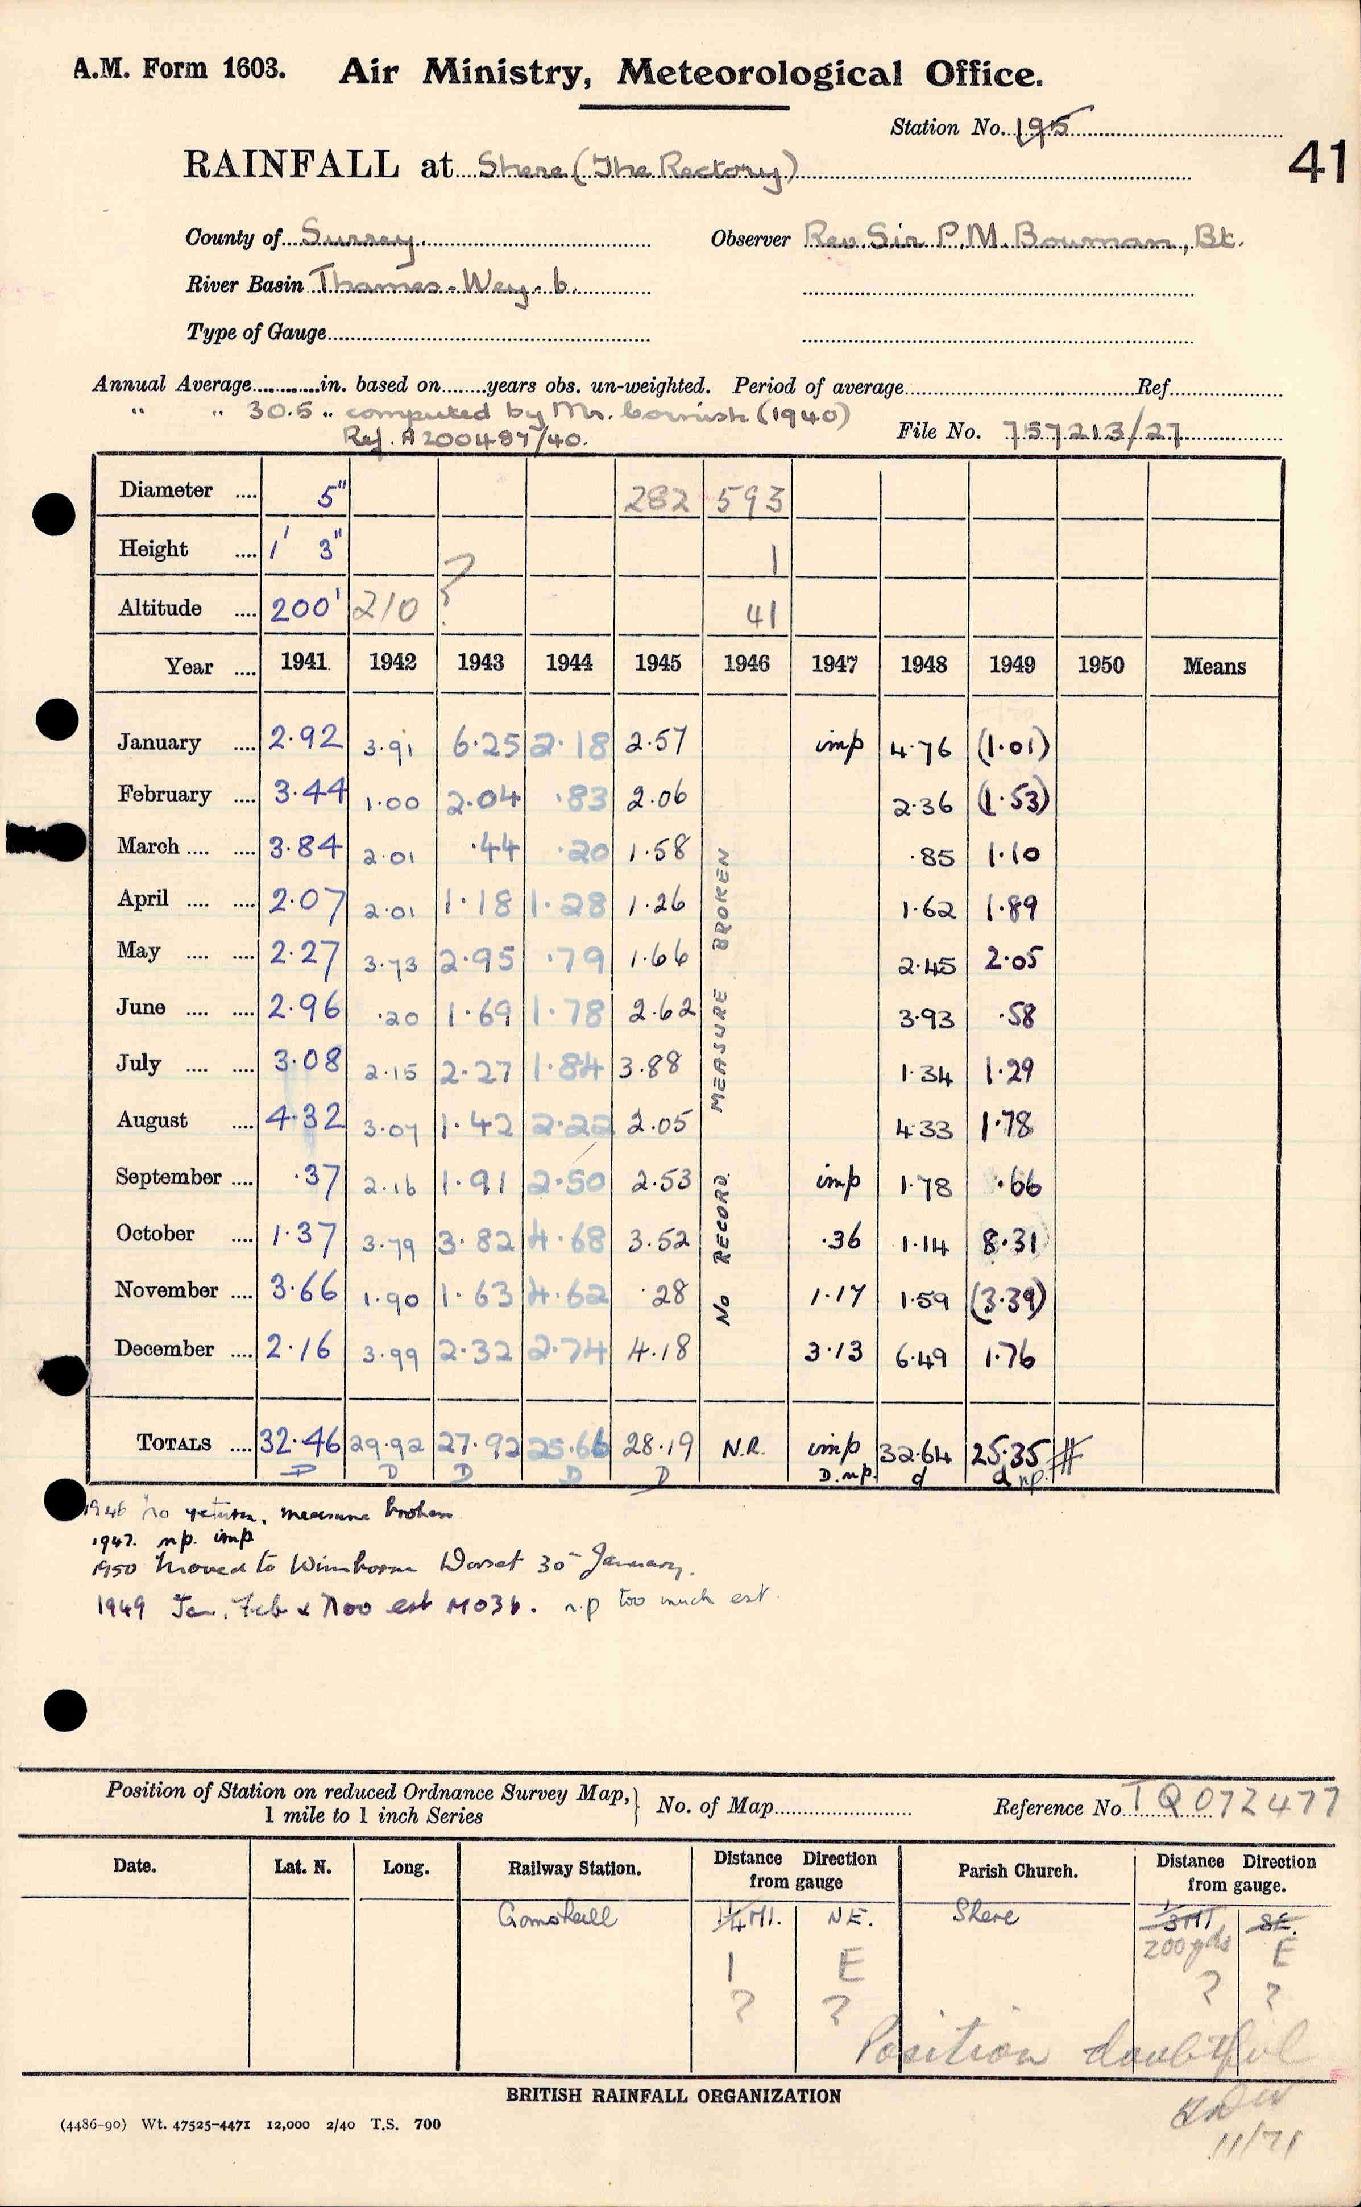 A.M. Form 1603. Air Ministry, Meteorological Office.
Station No. 195
41
RAINFALL at Shere (The Rectory)
County of Surrey Observer Rev. Sir P.M. Bowman, Bt.
River Basin Thames-Wey-b
Type of Gauge
Annual Average in. based on years obs. un-weighted. Period of average Ref.
" " 30.5 " computed by Mr. Cornish (1940)
Ref. A200487/40. File No. 757213/27
Diameter .... 5" 282 593
Height .... 1' 3" ? 1
Altitude .... 200' 210 41
Year .... 1941 1942 1943 1944 1945 1946 1947 1948 1949 1950 Means
January .... 2.92 3.91 6.25 2.18 2.57 imp 4.76 (1.01)
February .... 3.44 1.00 2.04 .83 2.06 2.36 (1.53)
March .... .... 3.84 2.01 .44 .20 1.58 .85 1.10
April .... .... 2.07 2.01 1.18 1.28 1.26 1.62 1.89
May .... .... 2.27 3.73 2.95 .79 1.66 2.45 2.05
June .... .... 2.96 .20 1.69 1.78 2.62 3.93 .58
July .... .... 3.08 2.15 2.27 1.84 3.88 1.34 1.29
August .... 4.32 3.07 1.42 2.22 2.05 4.33 1.78
September .... .37 2.16 1.91 2.50 2.53 imp 1.78 .66
October .... 1.37 3.79 3.82 4.68 3.52 .36 1.14 8.31
November .... 3.66 1.90 1.63 4.62 .28 1.17 1.59 (3.39)
December .... 2.16 3.99 2.32 2.74 4.18 3.13 6.49 1.76
No RECORD. MEASURE BROKEN
TOTALS .... 32.46 29.92 27.92 25.66 28.19 N.R. imp 32.64 25.35 #
D D D D D D.np. d d np.
1946 no return, measure broken
1947. np. imp
1950 Moved to Wimborne Dorset 30th January.
1949 Jan, Feb & Nov est MO3b. n.p too much est.
Position of Station on reduced Ordnance Survey Map, 1 mile to 1 inch Series No. of Map Reference No. TQ 072477
Date. Lat. N. Long. Railway Station. Distance Direction from gauge Parish Church. Distance Direction from gauge.
Gomshall 1¼MI. N.E. Shere 1/3MI S.E.
1 E 200yds E
? ? ? ?
Position doubtful
11/71
BRITISH RAINFALL ORGANIZATION
(4486-90) Wt. 47525-4471 12,000 2/40 T.S. 700